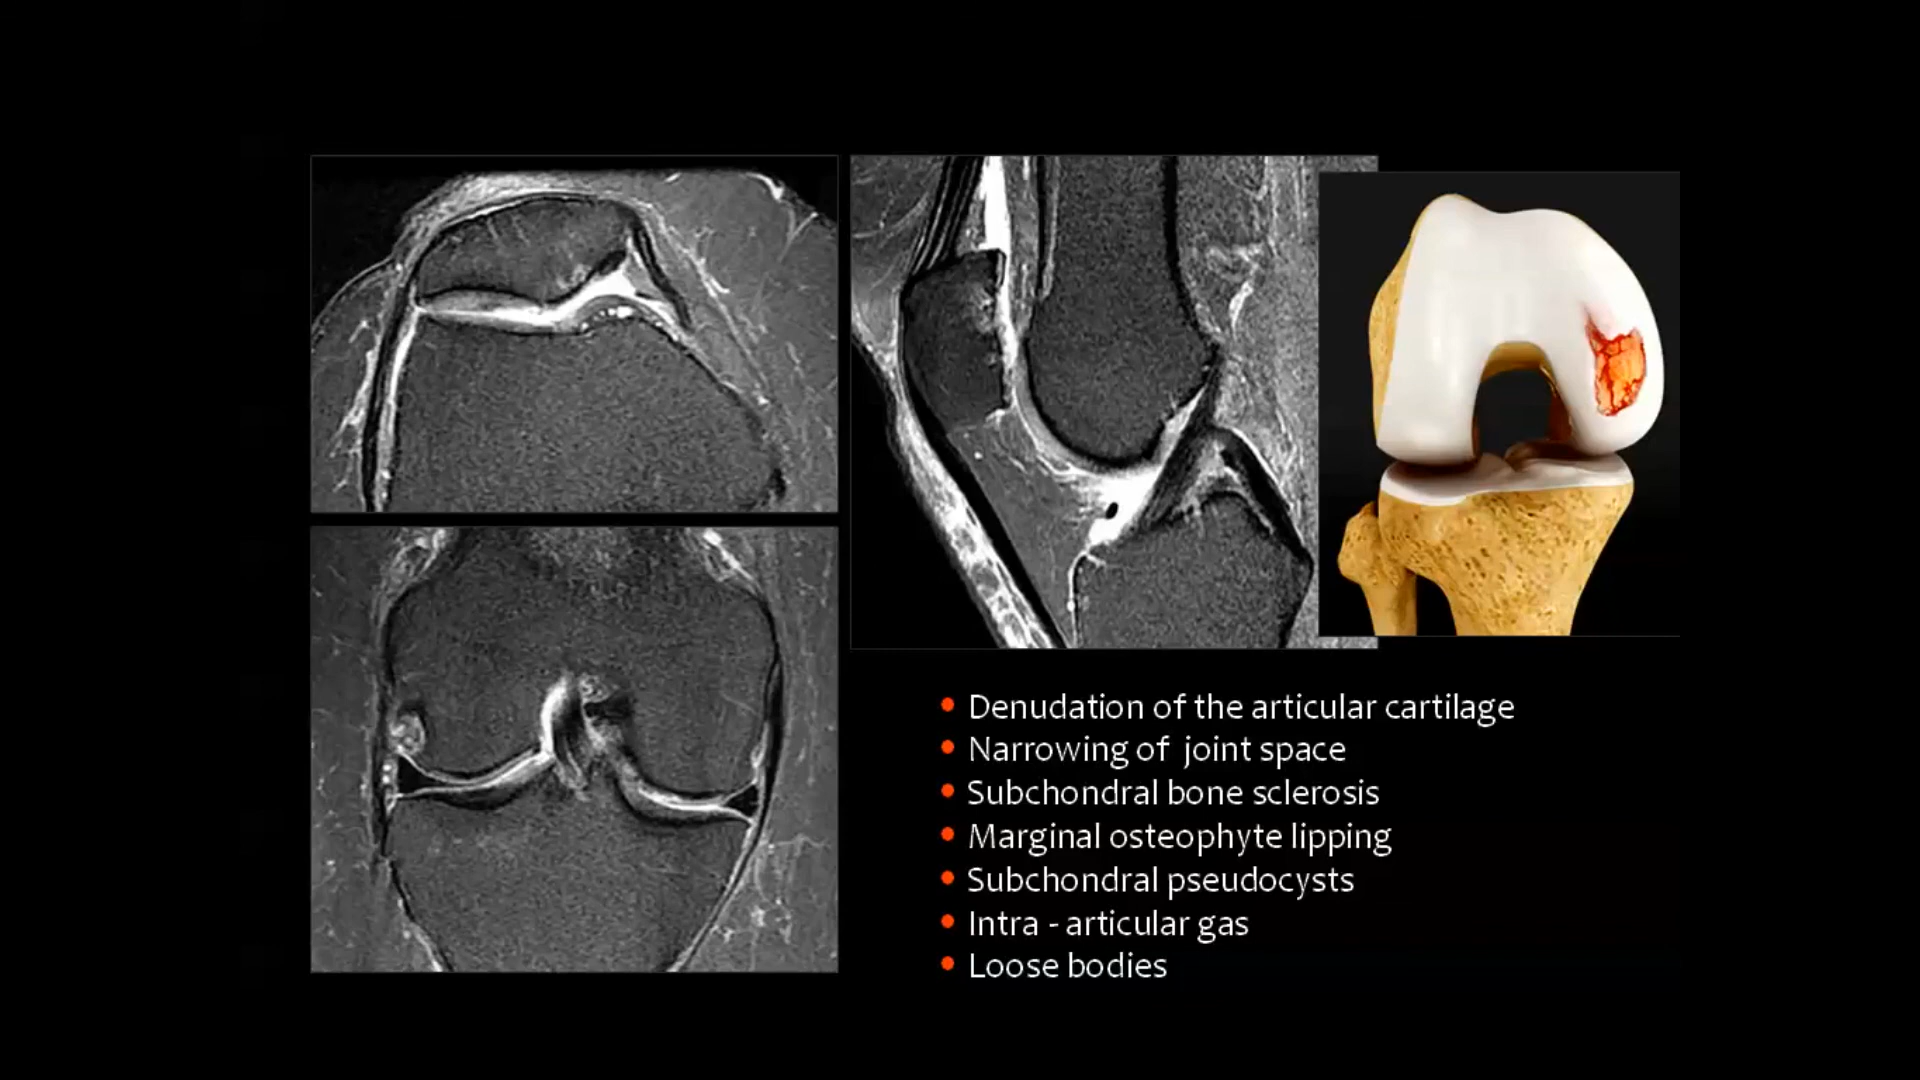 Denudation of the articular cartilage
Narrowing of joint space
Subchondral bone sclerosis
Marginal osteophyte lipping
Subchondral pseudocysts
Intra - articular gas
Loose bodies